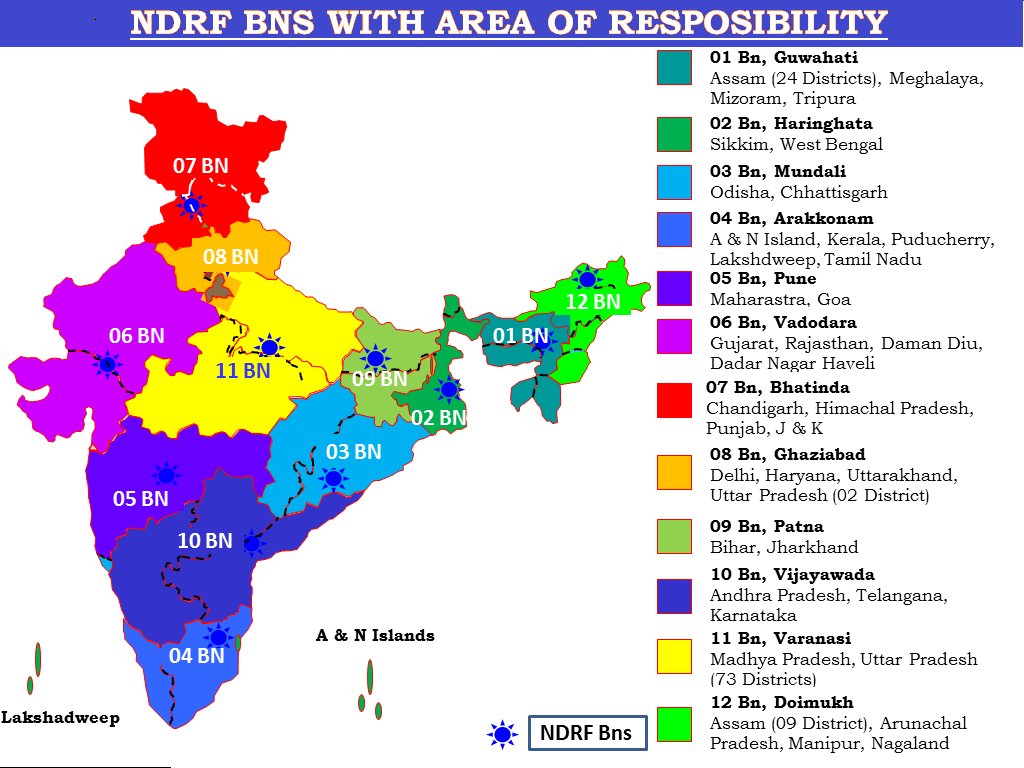 NDRF BNS WITH AREA OF RESPOSIBILITY
01 Bn, Guwahati
Assam (24 Districts), Meghalaya,
Mizoram, Tripura
02 Bn, Haringhata
Sikkim, West Bengal
03 Bn, Mundali
Odisha, Chhattisgarh
04 Bn, Arakkonam
A & N Island, Kerala, Puducherry,
Lakshdweep, Tamil Nadu
05 Bn, Pune
Maharastra, Goa
06 Bn, Vadodara
Gujarat, Rajasthan, Daman Diu,
Dadar Nagar Haveli
07 Bn, Bhatinda
Chandigarh, Himachal Pradesh,
Punjab, J & K
08 Bn, Ghaziabad
Delhi, Haryana, Uttarakhand,
Uttar Pradesh (02 District)
09 Bn, Patna
Bihar, Jharkhand
10 Bn, Vijayawada
Andhra Pradesh, Telangana,
Karnataka
11 Bn, Varanasi
Madhya Pradesh, Uttar Pradesh
(73 Districts)
12 Bn, Doimukh
Assam (09 District), Arunachal
Pradesh, Manipur, Nagaland
07 BN
08 BN
12 BN
06 BN
01 BN
11 BN
09 BN
02 BN
03 BN
05 BN
10 BN
04 BN
A & N Islands
Lakshadweep
NDRF Bns